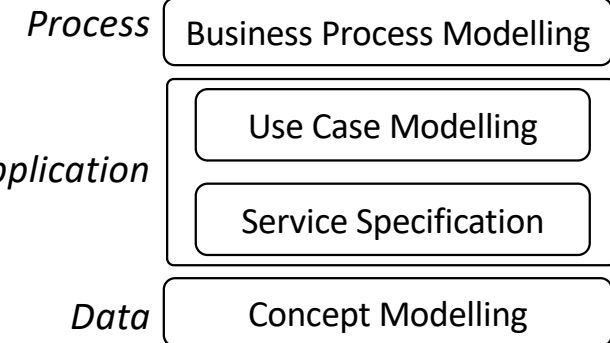 Process
Business Process Modelling
Use Case Modelling
pplication
Service Specification
Data
Concept Modelling